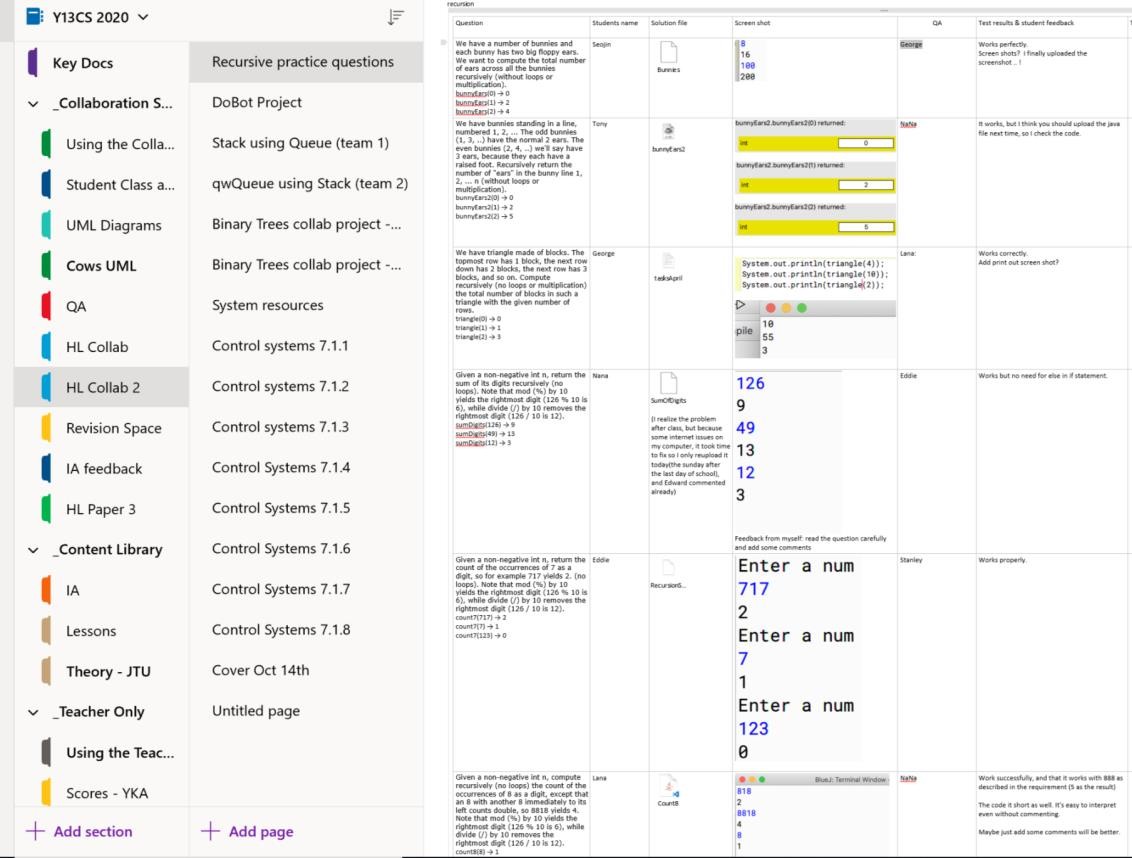 Y13CS 2020
Key Docs
_Collaboration S...
Using the Colla...
Student Class a...
UML Diagrams
Cows UML
QA
HL Collab
HL Collab 2
Revision Space
IA feedback
HL Paper 3
_Content Library
IA
Lessons
Theory - JTU
_Teacher Only
Using the Teac...
Scores - YKA
Add section
Recursive practice questions
DoBot Project
Stack using Queue (team 1)
qwQueue using Stack (team 2)
Binary Trees collab project -...
Binary Trees collab project -...
System resources
Control systems 7.1.1
Control systems 7.1.2
Control systems 7.1.3
Control Systems 7.1.4
Control Systems 7.1.5
Control Systems 7.1.6
Control Systems 7.1.7
Control Systems 7.1.8
Cover Oct 14th
Untitled page
Add page
recursion
Question
Students name
Solution file
Screen shot
QA
Test results & student feedback
We have a number of bunnies and
each bunny has two big floppy ears.
We want to compute the total number
of ears across all the bunnies
recursively (without loops or
multiplication).
bunnyEars(0) → 0
bunnyEars(1) → 2
bunnyEars(2) → 4
Seojin
Bunnies
8
16
100
200
George
Works perfectly.
Screen shots? I finally uploaded the
screenshot .. !
We have bunnies standing in a line,
numbered 1, 2, ... The odd bunnies
(1, 3, ..) have the normal 2 ears. The
even bunnies (2, 4, ..) we'll say have
3 ears, because they each have a
raised foot. Recursively return the
number of "ears" in the bunny line 1,
2, ... n (without loops or
multiplication).
bunnyEars2(0) → 0
bunnyEars2(1) → 2
bunnyEars2(2) → 5
Tony
bunnyEars2
bunnyEars2.bunnyEars2(0) returned:
int 0
bunnyEars2.bunnyEars2(1) returned:
int 2
bunnyEars2.bunnyEars2(2) returned:
int 5
NaNa
It works, but I think you should upload the java
file next time, so I check the code.
We have triangle made of blocks. The
topmost row has 1 block, the next row
down has 2 blocks, the next row has 3
blocks, and so on. Compute
recursively (no loops or multiplication)
the total number of blocks in such a
triangle with the given number of
rows.
triangle(0) → 0
triangle(1) → 1
triangle(2) → 3
George
tasksApril
System.out.println(triangle(4));
System.out.println(triangle(10));
System.out.println(triangle(2));
pile
10
55
3
Lana:
Works correctly.
Add print out screen shot?
Given a non-negative int n, return the
sum of its digits recursively (no
loops). Note that mod (%) by 10
yields the rightmost digit (126 % 10 is
6), while divide (/) by 10 removes the
rightmost digit (126 / 10 is 12).
sumDigits(126) → 9
sumDigits(49) → 13
sumDigits(12) → 3
Nana
SumOfDigits
(I realize the problem
after class, but because
some internet issues on
my computer, it took time
to fix so I only reupload it
today(the sunday after
the last day of school),
and Edward commented
already)
126
9
49
13
12
3
Feedback from myself: read the question carefully
and add some comments
Eddie
Works but no need for else in if statement.
Given a non-negative int n, return the
count of the occurrences of 7 as a
digit, so for example 717 yields 2. (no
loops). Note that mod (%) by 10
yields the rightmost digit (126 % 10 is
6), while divide (/) by 10 removes the
rightmost digit (126 / 10 is 12).
count7(717) → 2
count7(7) → 1
count7(123) → 0
Eddie
RecursionS...
Enter a num
717
2
Enter a num
7
1
Enter a num
123
0
Stanley
Works properly.
Given a non-negative int n, compute
recursively (no loops) the count of
the occurrences of 8 as a digit, except that
an 8 with another 8 immediately to its
left counts double, so 8818 yields 4.
Note that mod (%) by 10 yields the
rightmost digit (126 % 10 is 6), while
divide (/) by 10 removes the
rightmost digit (126 / 10 is 12).
count8(8) → 1
Lana
Count8
BlueJ: Terminal Window
818
2
8818
4
8
1
NaNa
Work successfully, and that it works with 888 as
described in the requirement (5 as the result)
The code it short as well. It's easy to interpret
even without commenting.
Maybe just add some comments will be better.